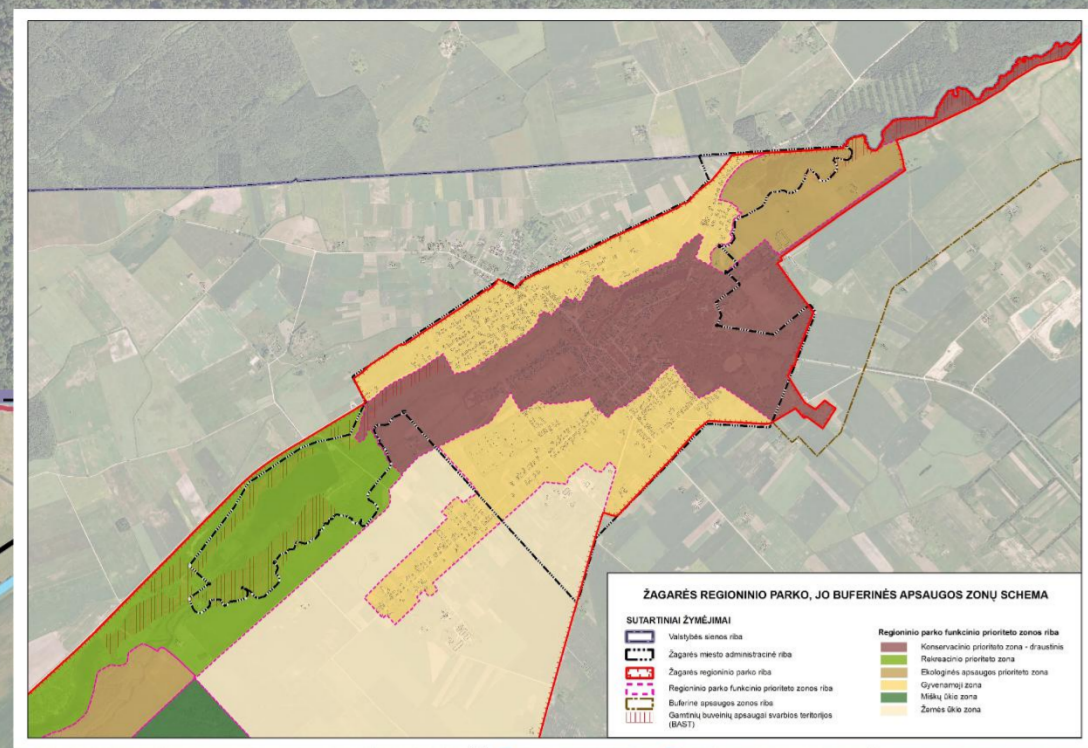 ŽAGARĖS REGIONINIO PARKO, JO BUFERINĖS APSAUGOS ZONŲ SCHEMA
SUTARTINIAI ŽYMĖJIMAI
Valstybės sienos riba
Žagarės miesto administracinė riba
Žagarės regioninio parko riba
Regioninio parko funkcinio prioriteto zonos riba
Buferinė apsaugos zonos riba
Gamtinių buveinių apsaugai svarbios teritorijos
(BAST)
Regioninio parko funkcinio prioriteto zonos riba
Konservacinio prioriteto zona - draustinis
Rekreacinio prioriteto zona
Ekologinės apsaugos prioriteto zona
Gyvenamoji zona
Miškų ūkio zona
Žemės ūkio zona